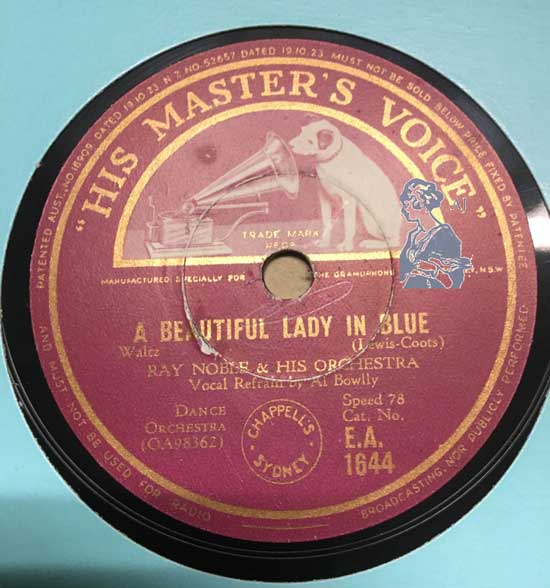 PATENTED AUST. NO. 16909, DATED 19.10.23. N.Z. NO. 52657 DATED 19.10.23 MUST NOT BE SOLD BELOW PRICE FIXED BY PATENTEE
"HIS MASTER'S VOICE"
TRADE MARK
MANUFACTURED SPECIALLY FOR THE GRAMOPHONE N.S.W
A BEAUTIFUL LADY IN BLUE
Waltz (Lewis-Coots)
RAY NOBLE & HIS ORCHESTRA
Vocal Refrain by Al Bowlly
DANCE
ORCHESTRA
(OA98362)
CHAPPELL'S
SYDNEY
Speed 78
Cat. No.
E.A.
1644
AND MUST NOT BE USED FOR RADIO BROADCASTING, NOR PUBLICLY PERFORMED